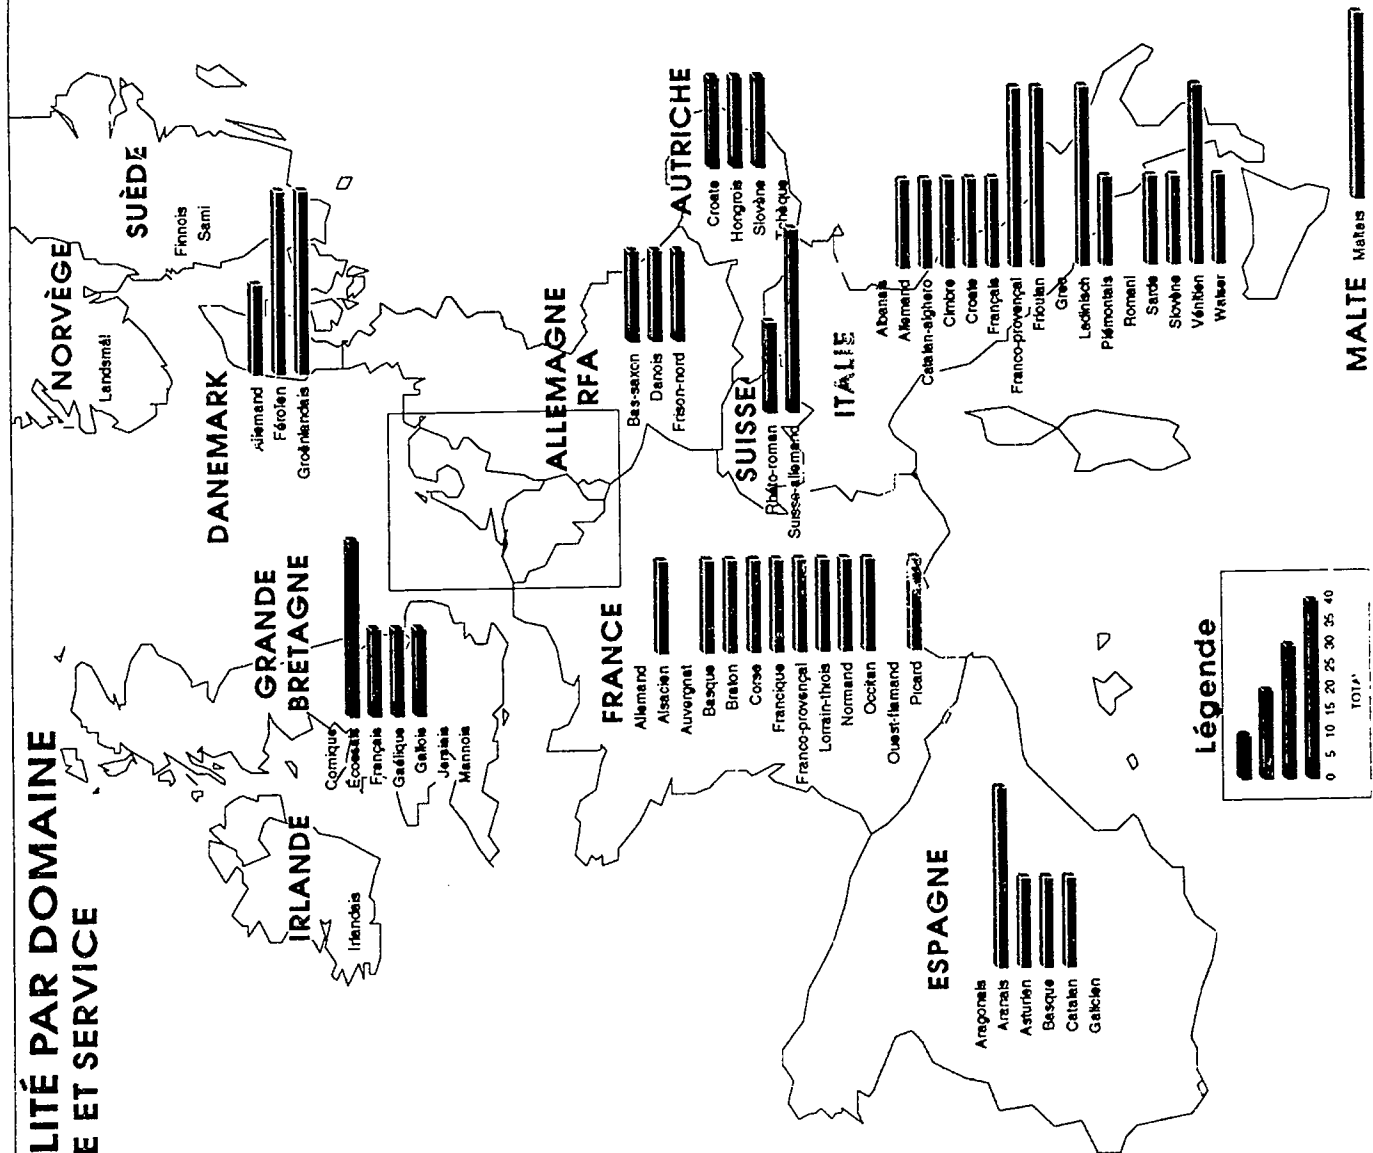 LITÉ PAR DOMAINE
E ET SERVICE
NORVÈGE
Landsmål
SUÈDE
Finnois
Sami
DANEMARK
Allemand
Féroïen
Groënlandais
GRANDE
BRETAGNE
Cornique
Écossais
Français
Gaélique
Gallois
Jersiais
Mannois
IRLANDE
Irlandais
ALLEMAGNE
RFA
Bas-saxon
Danois
Frison-nord
AUTRICHE
Croate
Hongrois
Slovène
Tchèque
SUISSE
Rhéto-roman
Suisse-allemand
FRANCE
Allemand
Alsacien
Auvergnat
Basque
Breton
Corse
Francique
Franco-provençal
Lorrain-thiois
Normand
Occitan
Ouest-flamand
Picard
ITALIE
Albanais
Allemand
Catalan-alghero
Cimbre
Croate
Français
Franco-provençal
Frioulan
Grec
Ladinisch
Piémontais
Romani
Sarde
Slovène
Vénitien
Walser
ESPAGNE
Aragonais
Aranais
Asturien
Basque
Catalan
Galicien
MALTE
Maltais
Légende
0 5 10 15 20 25 30 35 40
TOTA